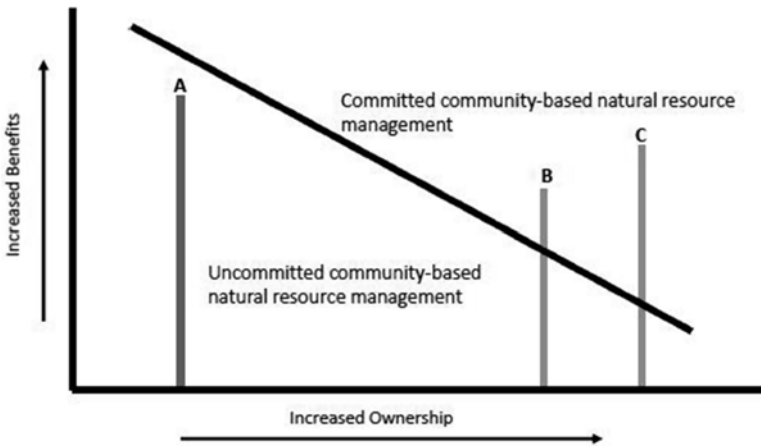 A
Committed community-based natural resource
management
C
B
Increased Benefits
Uncommitted community-based
natural resource management
Increased Ownership